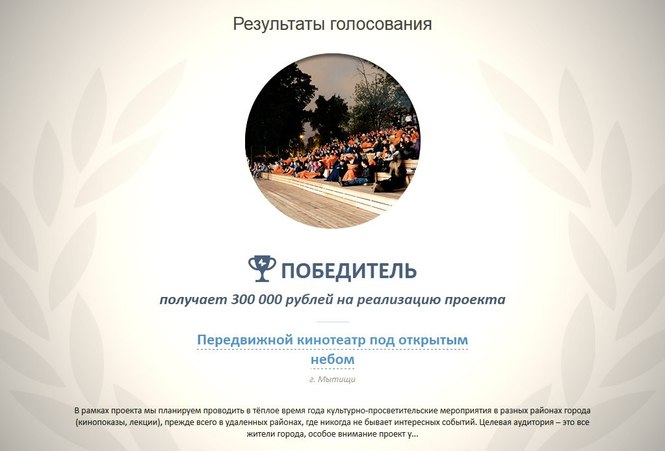 Результаты голосования
ПОБЕДИТЕЛЬ
получает 300 000 рублей на реализацию проекта
Передвижной кинотеатр под открытым
небом
г. Мытищи
В рамках проекта мы планируем проводить в тёплое время года культурно-просветительские мероприятия в разных районах города
(кинопоказы, лекции), прежде всего в удаленных районах, где никогда не бывает интересных событий. Целевая аудитория – это все
жители города, особое внимание проект у...